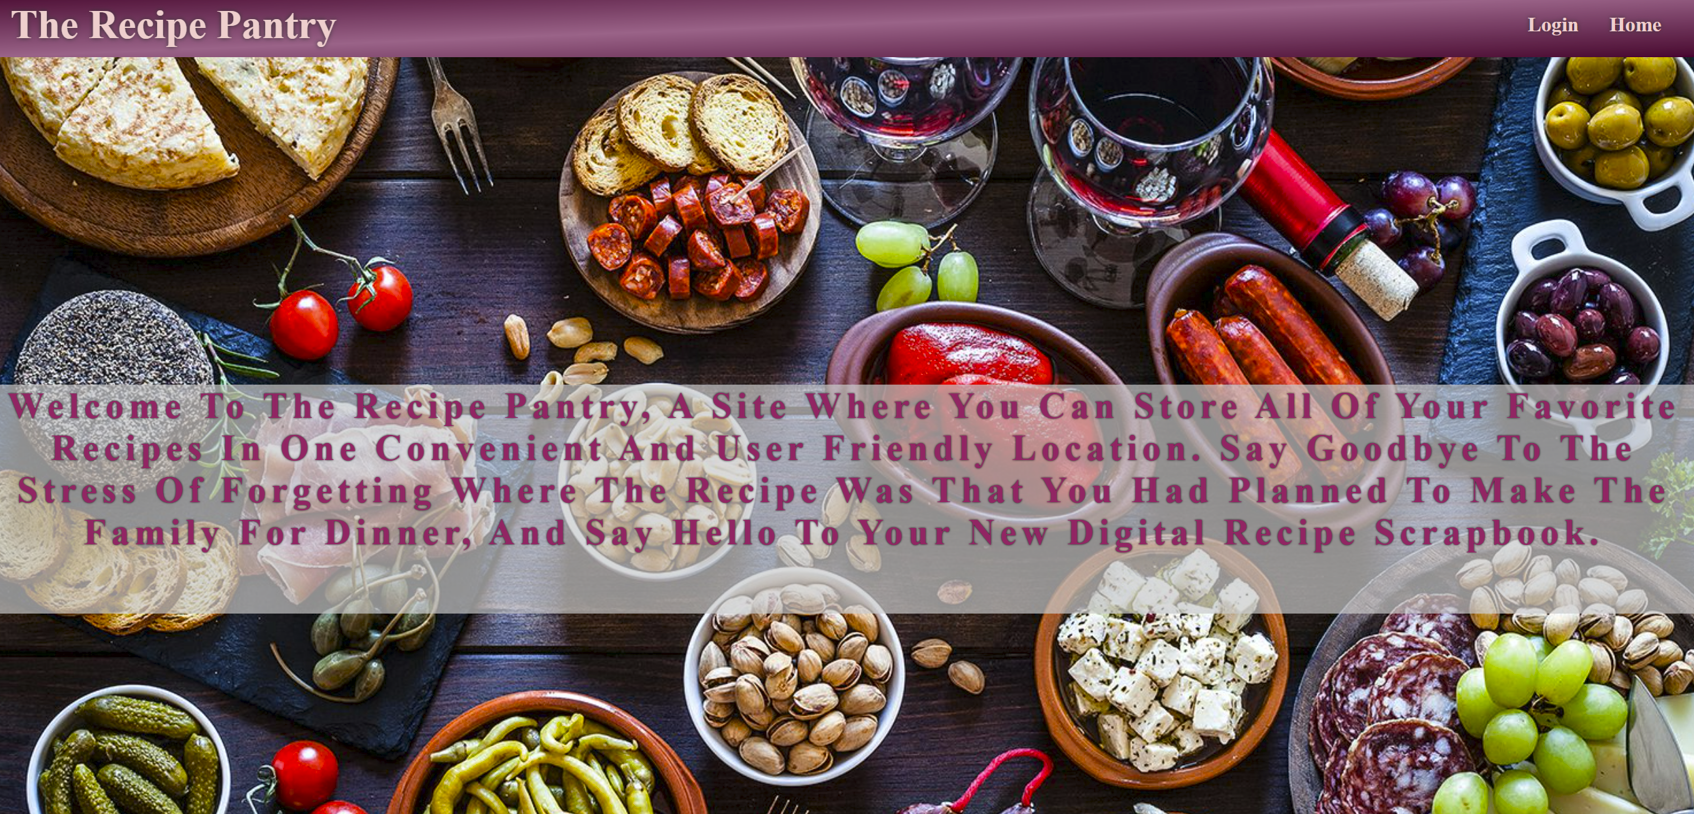 The Recipe Pantry
Login Home
Welcome To The Recipe Pantry, A Site Where You Can Store All Of Your Favorite
Recipes In One Convenient And User Friendly Location. Say Goodbye To The
Stress Of Forgetting Where The Recipe Was That You Had Planned To Make The
Family For Dinner, And Say Hello To Your New Digital Recipe Scrapbook.